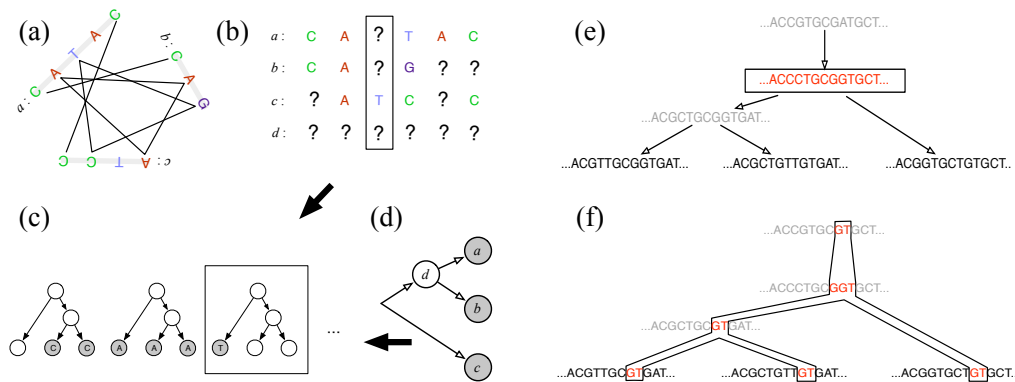 (a)
a: C A T A C
b: C A G
c: A T C C
(b)
a: C A ? T A C
b: C A ? G ? ?
c: ? A T C ? C
d: ? ? ? ? ? ?
(c)
C C A A A T ...
(d)
a
d
b
c
(e)
...ACCGTGCGATGCT...
...ACCCTGCGGTGCT...
...ACGCTGCGGTGAT...
...ACGTTGCGGTGAT... ...ACGCTGTTGTGAT... ...ACGGTGCTGTGCT...
(f)
...ACCGTGCGTGCT...
...ACCCTGCGGTGCT...
...ACGCTGCGTGAT...
...ACGTTGCGTGAT... ...ACGCTGTTGTGAT... ...ACGGTGCTGTGCT...